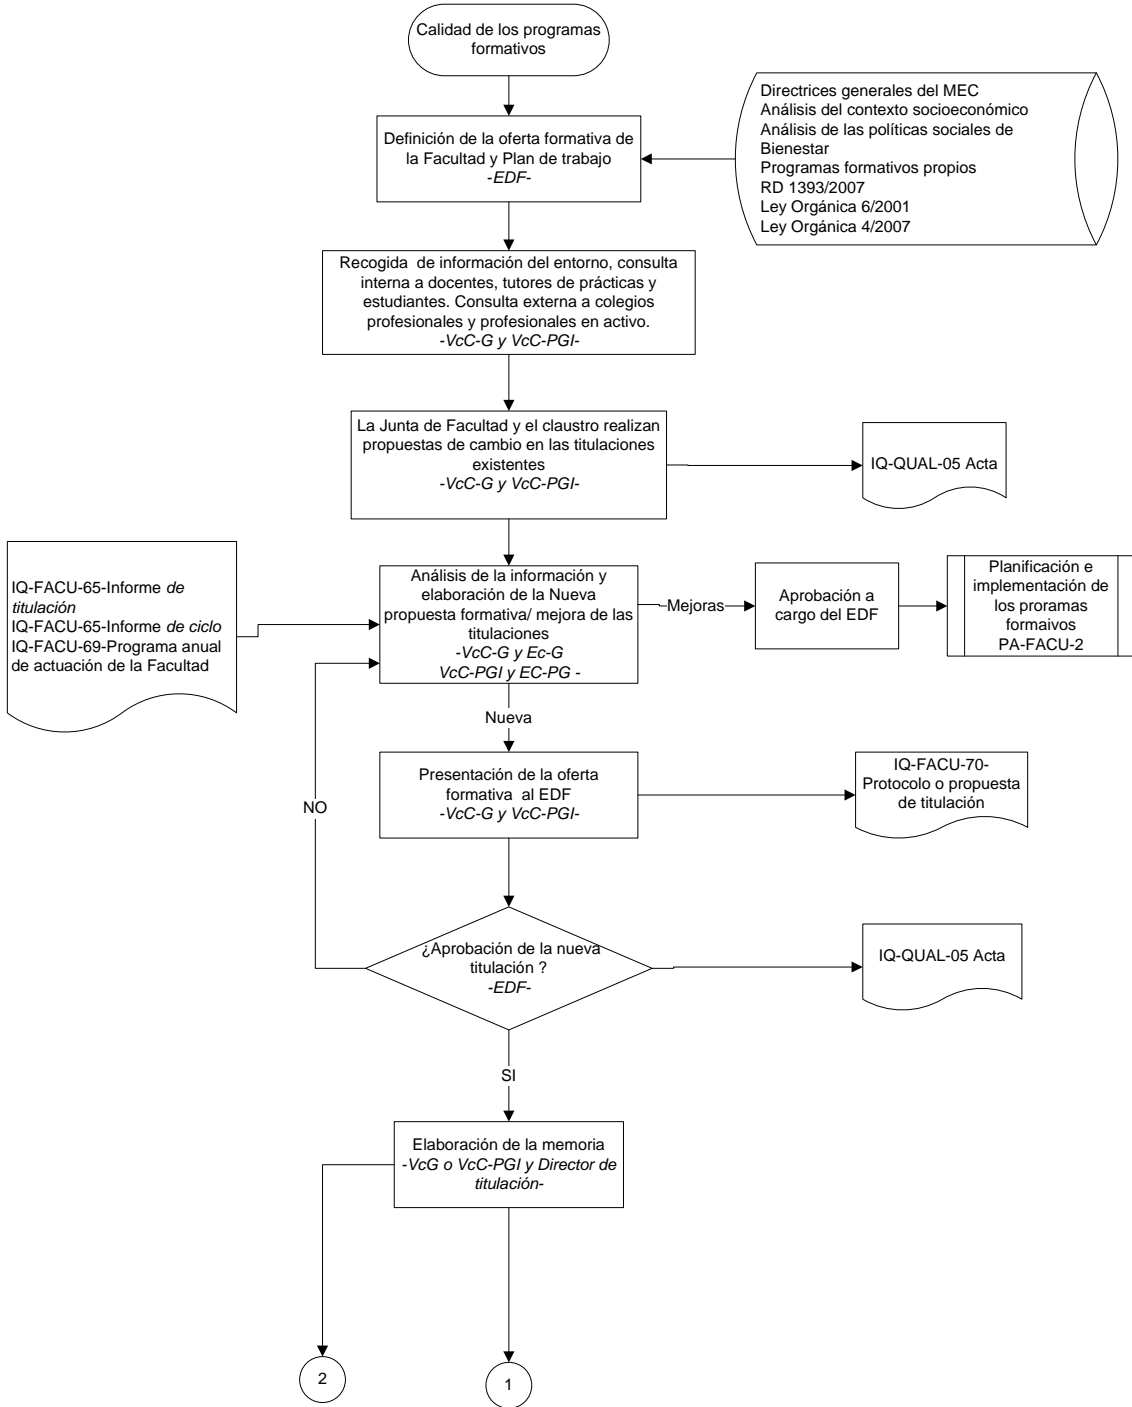 Calidad de los programas
formativos
Directrices generales del MEC
Análisis del contexto socioeconómico
Análisis de las políticas sociales de
Bienestar
Programas formativos propios
RD 1393/2007
Ley Orgánica 6/2001
Ley Orgánica 4/2007
Definición de la oferta formativa de
la Facultad y Plan de trabajo
-EDF-
Recogida  de información del entorno, consulta
interna a docentes, tutores de prácticas y
estudiantes. Consulta externa a colegios
profesionales y profesionales en activo.
-VcC-G y VcC-PGI-
La Junta de Facultad y el claustro realizan
propuestas de cambio en las titulaciones
existentes
-VcC-G y VcC-PGI-
IQ-QUAL-05 Acta
IQ-FACU-65-Informe de
titulación
IQ-FACU-65-Informe de ciclo
IQ-FACU-69-Programa anual
de actuación de la Facultad
Análisis de la información y
elaboración de la Nueva
propuesta formativa/ mejora de las
titulaciones
-VcC-G y Ec-G
VcC-PGI y EC-PG -
Mejoras
Aprobación a
cargo del EDF
Planificación e
implementación de
los proramas
formaivos
PA-FACU-2
Nueva
Presentación de la oferta
formativa  al EDF
-VcC-G y VcC-PGI-
IQ-FACU-70-
Protocolo o propuesta
de titulación
NO
¿Aprobación de la nueva
titulación ?
-EDF-
IQ-QUAL-05 Acta
SI
Elaboración de la memoria
-VcG o VcC-PGI y Director de
titulación-
2
1